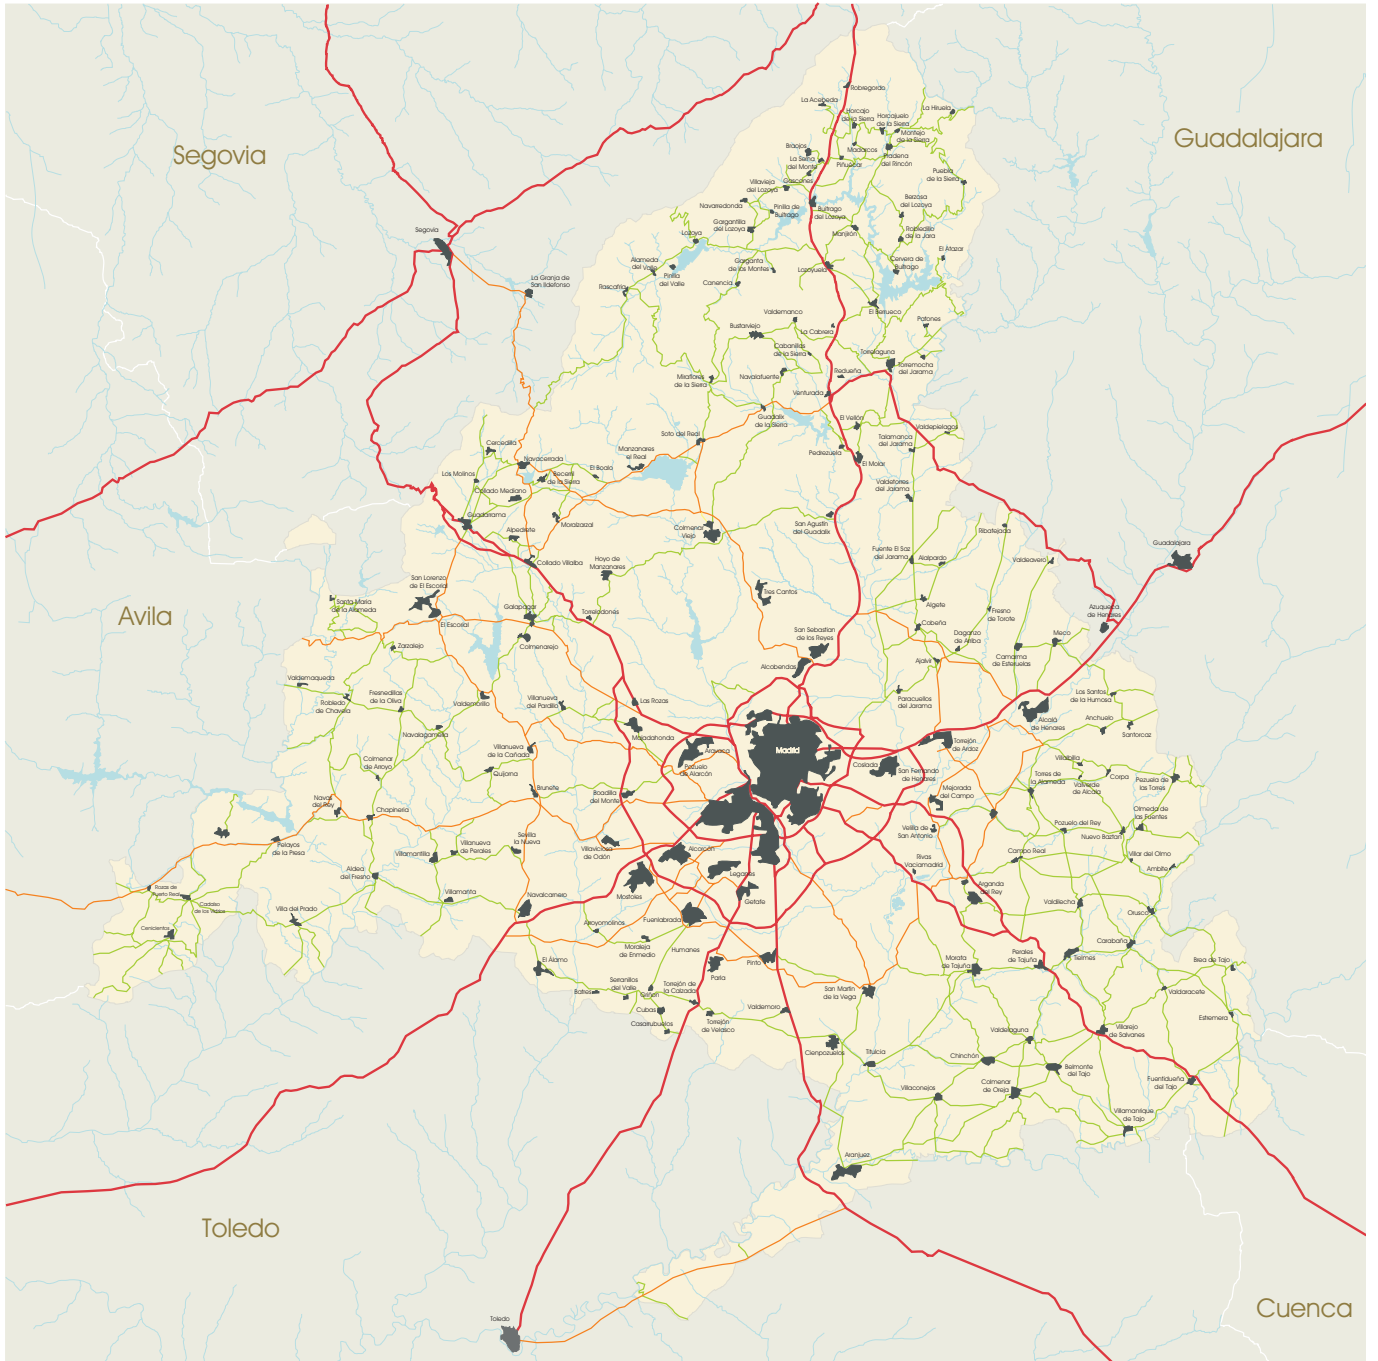 Robregordo
La Acebeda
La Hiruela
Horcajo
de la Sierra
Horcajuelo
de la Sierra
Montejo
de la Sierra
Guadalajara
Segovia
Braojos
Madarcos
La Serna
del Monte
Piñuecar
Pradena
del Rincón
Puebla
de la Sierra
Villavieja
del Lozoya
Gascones
Navarredonda
Pinilla de
Buitrago
Buitrago
del Lozoya
Berzosa
del Lozoya
Gargantilla
del Lozoya
Manjirón
Robledillo
de la Jara
Segovia
Lozoya
El Atazar
Alameda
del Valle
Pinilla
del Valle
Garganta
de los Montes
Lozoyuela
Cervera de
Buitrago
La Granja de
San Ildefonso
Rascafría
Canencia
El Berrueco
Valdemanco
Patones
Bustarviejo
La Cabrera
Cabanillas
de la Sierra
Torrelaguna
Torremocha
del Jarama
Miraflores
de la Sierra
Navalafuente
Redueña
Venturada
Guadalix
de la Sierra
El Vellón
Valdepielagos
Soto del Real
Talamanca
del Jarama
Cercedilla
Manzanares
el Real
Pedrezuela
El Molar
Navacerrada
El Boalo
Los Molinos
Becerril
de la Sierra
Collado Mediano
Valdetorres
del Jarama
Guadarrama
Moralzarzal
Alpedrete
Colmenar
Viejo
San Agustín
del Guadalix
Ribatejada
Guadalajara
Fuente El Saz
del Jarama
Alalpardo
Valdeavero
Collado Villalba
Hoyo de
Manzanares
San Lorenzo
de El Escorial
Tres Cantos
Santa Maria
de la Alameda
Avila
Galapagar
Torrelodones
Algete
Fresno
de Torote
Azuqueca
de Henares
El Escorial
San Sebastian
de los Reyes
Cobeña
Daganzo
de Arriba
Meco
Zarzalejo
Colmenarejo
Camarma
de Esteruelas
Alcobendas
Ajalvir
Valdemaqueda
Fresnedillas
de la Oliva
Robledo
de Chavela
Valdemorillo
Villanueva
del Pardillo
Las Rozas
Paracuellos
del Jarama
Los Santos
de la Humosa
Alcalá
de Henares
Anchuelo
Santorcaz
Navalagamella
Majadahonda
Villanueva
de la Cañada
Aravaca
Madrid
Torrejón
de Ardoz
Colmenar
de Arroyo
Quijorna
Pozuelo
de Alarcón
Coslada
San Fernando
de Henares
Villalbilla
Torres de
la Alameda
Corpa
Valverde
de Alcala
Pezuela de
las Torres
Navas
del Rey
Brunete
Boadilla
del Monte
Mejorada
del Campo
Chapineria
Olmeda de
las Fuentes
Pozuelo del Rey
Nuevo Baztan
Velilla de
San Antonio
Pelayos
de la Presa
Sevilla
la Nueva
Villamantilla
Villanueva
de Perales
Villaviciosa
de Odón
Alcorcón
Campo Real
Villar del Olmo
Ambite
Aldea
del Fresno
Leganes
Rivas
Vaciamadrid
Rozas de
Puerto Real
Cadalso
de los Vidrios
Villamanta
Navalcarnero
Mostoles
Getafe
Arganda
del Rey
Valdilecha
Orusco
Villa del Prado
Arroyomolinos
Fuenlabrada
Cenicientos
Moraleja
de Enmedio
Humanes
Carabaña
El Álamo
Parla
Pinto
Morata
de Tajuña
Perales
de Tajuña
Tielmes
Brea de Tajo
Batres
Serranillos
del Valle
Griñon
Torrejón de
la Calzada
San Martin
de la Vega
Valdaracete
Cubas
Casarrubuelos
Torrejón
de Velasco
Valdemoro
Estremera
Valdelaguna
Villarejo
de Salvanes
Cienpozuelos
Titulcia
Chinchón
Belmonte
del Tajo
Fuentidueña
del Tajo
Villaconejos
Colmenar
de Oreja
Villamanrique
de Tajo
Aranjuez
Toledo
Toledo
Cuenca